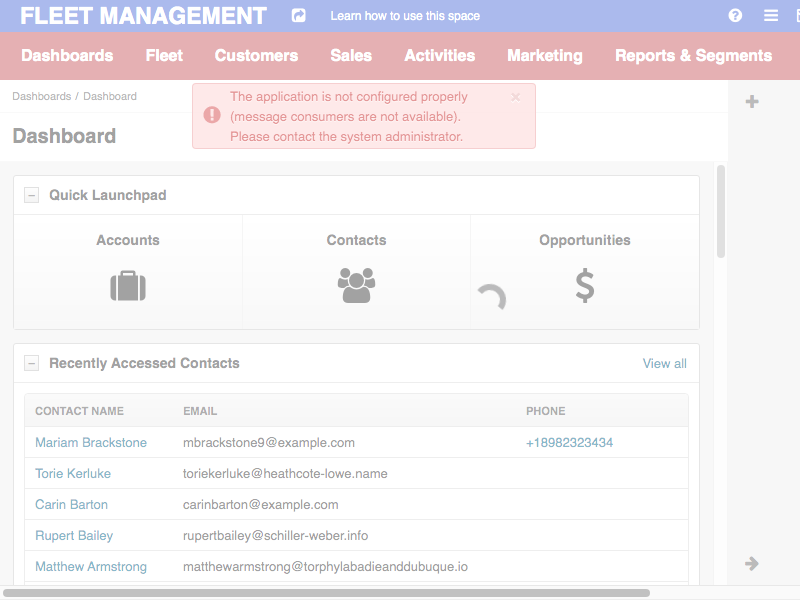 FLEET MANAGEMENT Learn how to use this space
Dashboards Fleet Customers Sales Activities Marketing Reports & Segments
Dashboards / Dashboard
The application is not configured properly
(message consumers are not available).
Please contact the system administrator.
Dashboard
Quick Launchpad
Accounts Contacts Opportunities
Recently Accessed Contacts View all
CONTACT NAME EMAIL PHONE
Mariam Brackstone mbrackstone9@example.com +18982323434
Torie Kerluke toriekerluke@heathcote-lowe.name
Carin Barton carinbarton@example.com
Rupert Bailey rupertbailey@schiller-weber.info
Matthew Armstrong matthewarmstrong@torphylabadieanddubuque.io